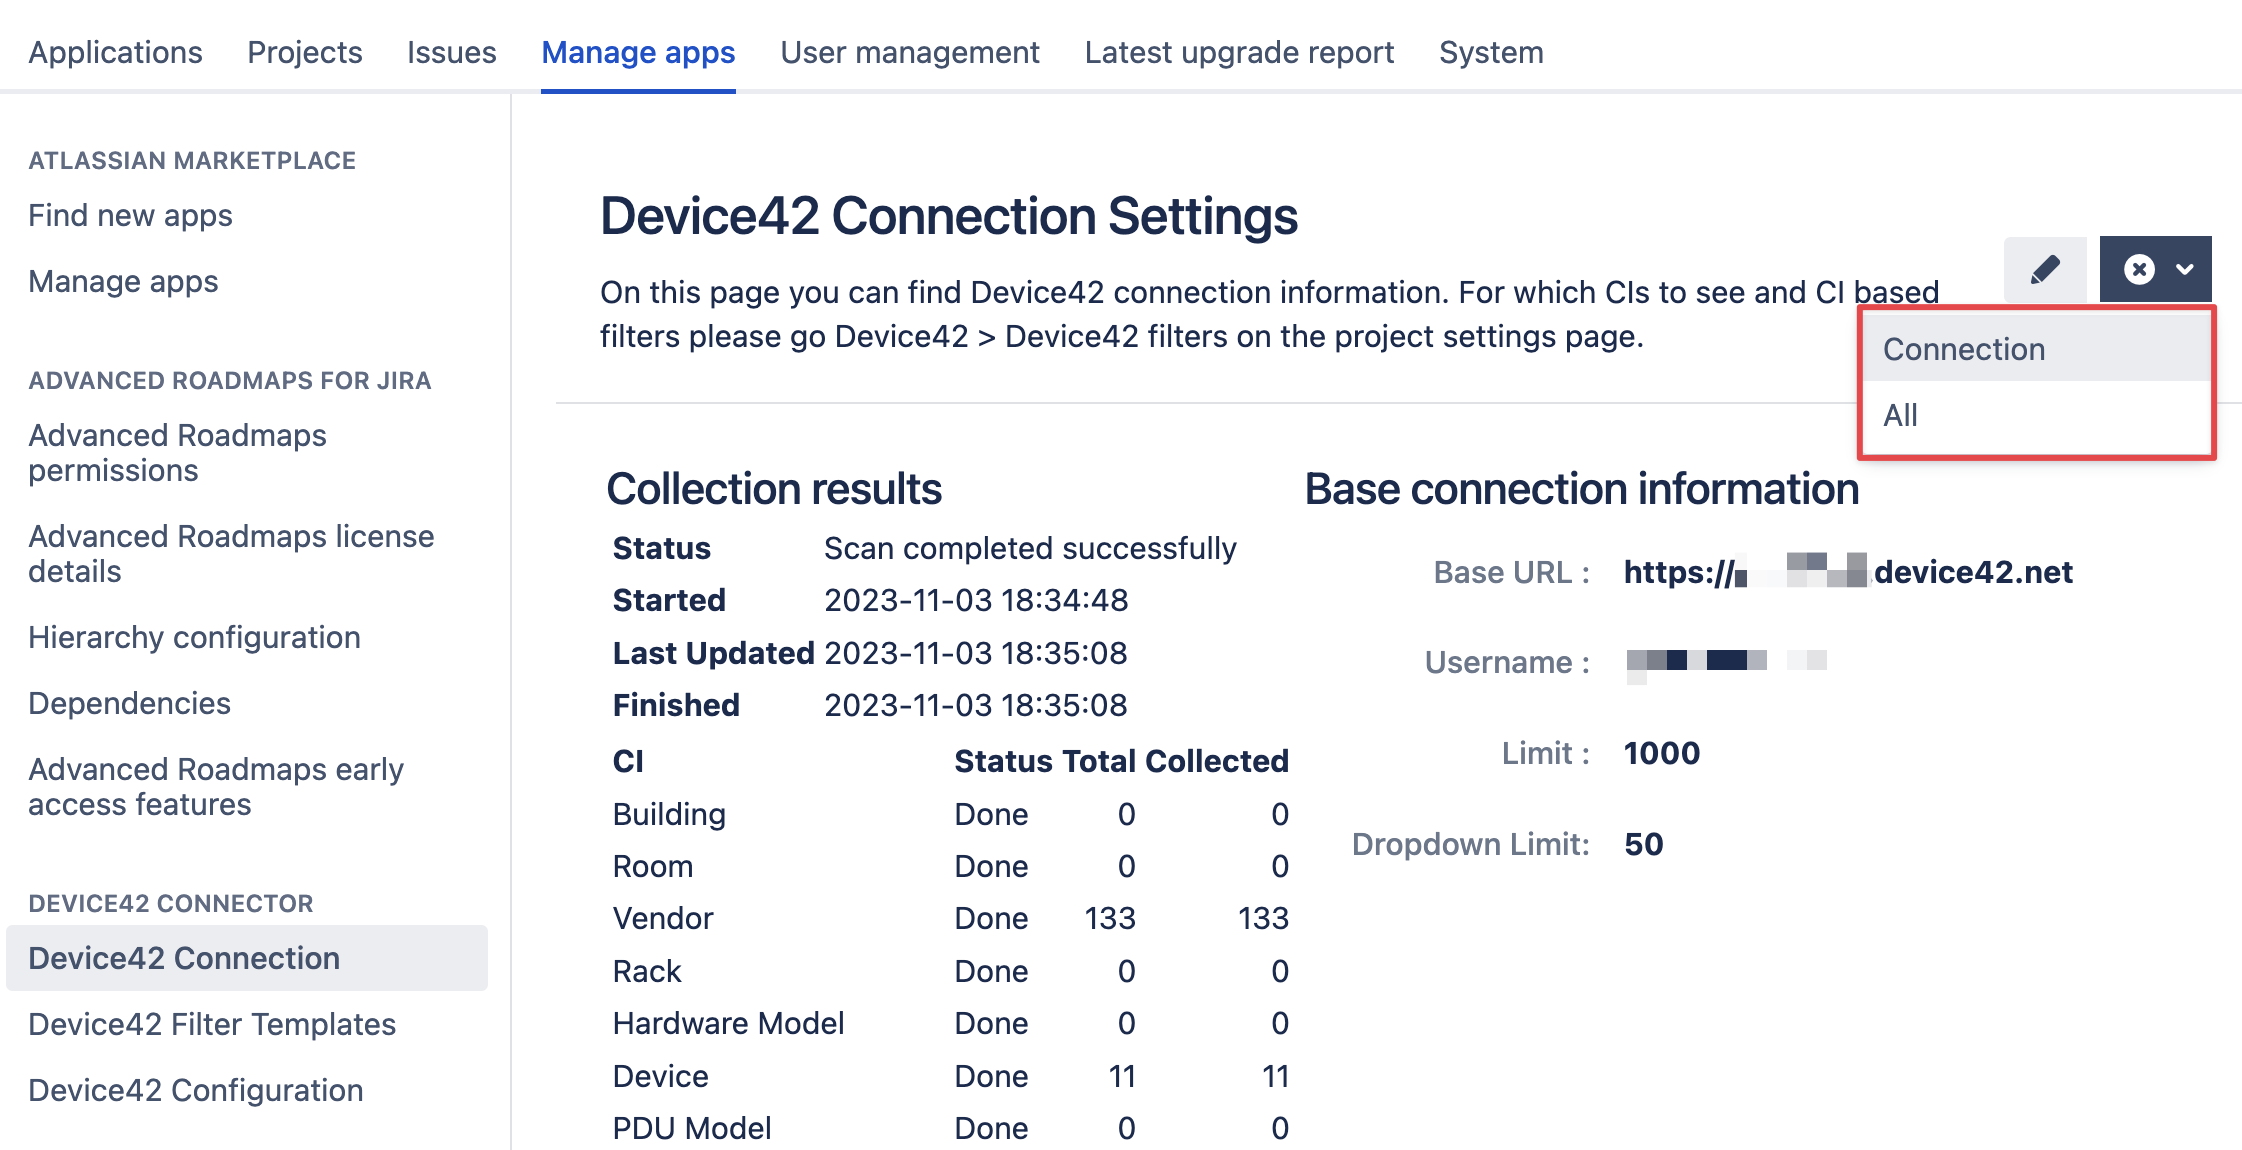 Applications Projects Issues Manage apps User management Latest upgrade report System
ATLASSIAN MARKETPLACE
Find new apps
Manage apps
ADVANCED ROADMAPS FOR JIRA
Advanced Roadmaps
permissions
Advanced Roadmaps license
details
Hierarchy configuration
Dependencies
Advanced Roadmaps early
access features
DEVICE42 CONNECTOR
Device42 Connection
Device42 Filter Templates
Device42 Configuration
Device42 Connection Settings
On this page you can find Device42 connection information. For which CIs to see and CI based
filters please go Device42 > Device42 filters on the project settings page.
Connection
All
Collection results
Status Scan completed successfully
Started 2023-11-03 18:34:48
Last Updated 2023-11-03 18:35:08
Finished 2023-11-03 18:35:08
CI Status Total Collected
Building Done 0 0
Room Done 0 0
Vendor Done 133 133
Rack Done 0 0
Hardware Model Done 0 0
Device Done 11 11
PDU Model Done 0 0
Base connection information
Base URL : https:// .device42.net
Username :
Limit : 1000
Dropdown Limit: 50